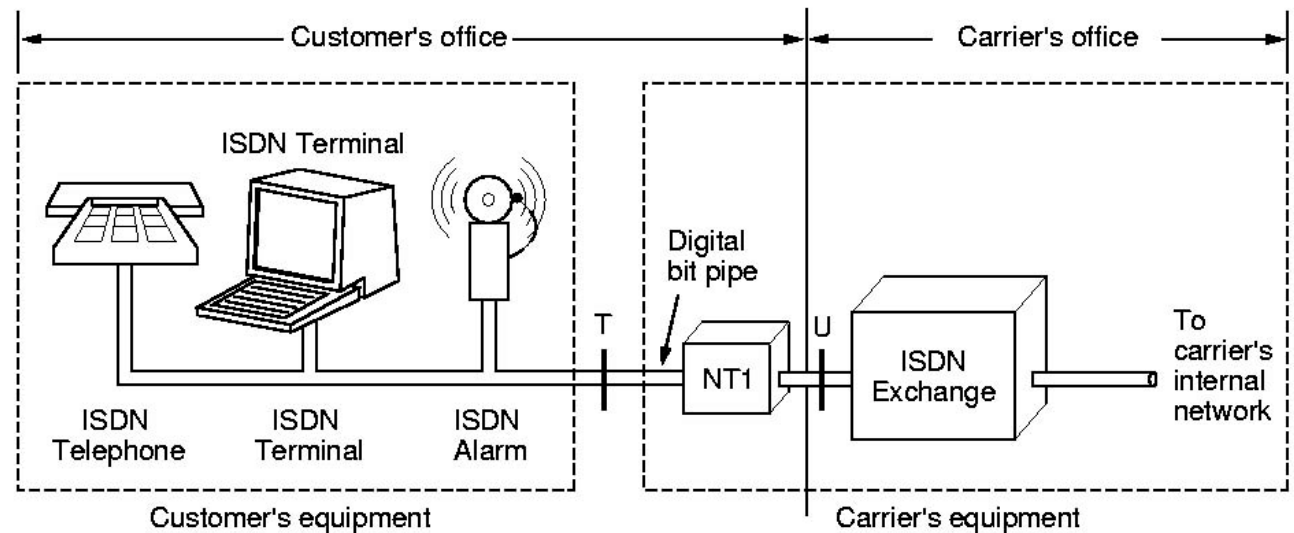 Customer's office
Carrier's office
ISDN Terminal
Digital
bit pipe
T
U
NT1
ISDN
Exchange
To
carrier's
internal
network
ISDN
Telephone
ISDN
Terminal
ISDN
Alarm
Customer's equipment
Carrier's equipment